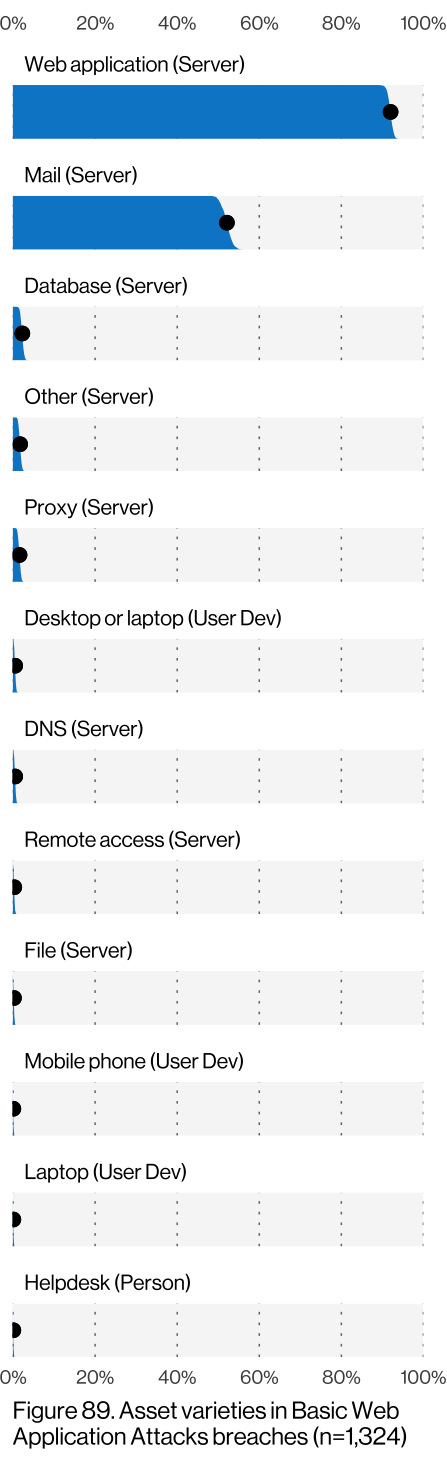 0% 20% 40% 60% 80% 100%
Web application (Server)
Mail (Server)
Database (Server)
Other (Server)
Proxy (Server)
Desktop or laptop (User Dev)
DNS (Server)
Remote access (Server)
File (Server)
Mobile phone (User Dev)
Laptop (User Dev)
Helpdesk (Person)
0% 20% 40% 60% 80% 100%
Figure 89. Asset varieties in Basic Web
Application Attacks breaches (n=1,324)